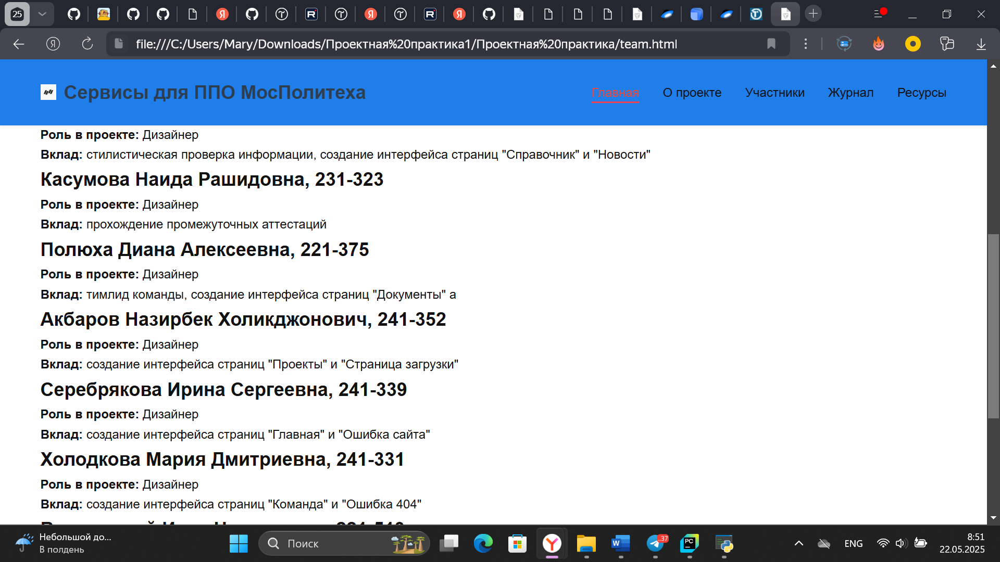 25
file:///C:/Users/Mary/Downloads/Проектная%20практика1/Проектная%20практика/team.html
Сервисы для ППО МосПолитеха
Главная
О проекте
Участники
Журнал
Ресурсы
Роль в проекте: Дизайнер
Вклад: стилистическая проверка информации, создание интерфейса страниц "Справочник" и "Новости"
Касумова Наида Рашидовна, 231-323
Роль в проекте: Дизайнер
Вклад: прохождение промежуточных аттестаций
Полюха Диана Алексеевна, 221-375
Роль в проекте: Дизайнер
Вклад: тимлид команды, создание интерфейса страниц "Документы" а
Акбаров Назирбек Холикджонович, 241-352
Роль в проекте: Дизайнер
Вклад: создание интерфейса страниц "Проекты" и "Страница загрузки"
Серебрякова Ирина Сергеевна, 241-339
Роль в проекте: Дизайнер
Вклад: создание интерфейса страниц "Главная" и "Ошибка сайта"
Холодкова Мария Дмитриевна, 241-331
Роль в проекте: Дизайнер
Вклад: создание интерфейса страниц "Команда" и "Ошибка 404"
Небольшой до...
В полдень
Поиск
ENG
8:51
22.05.2025